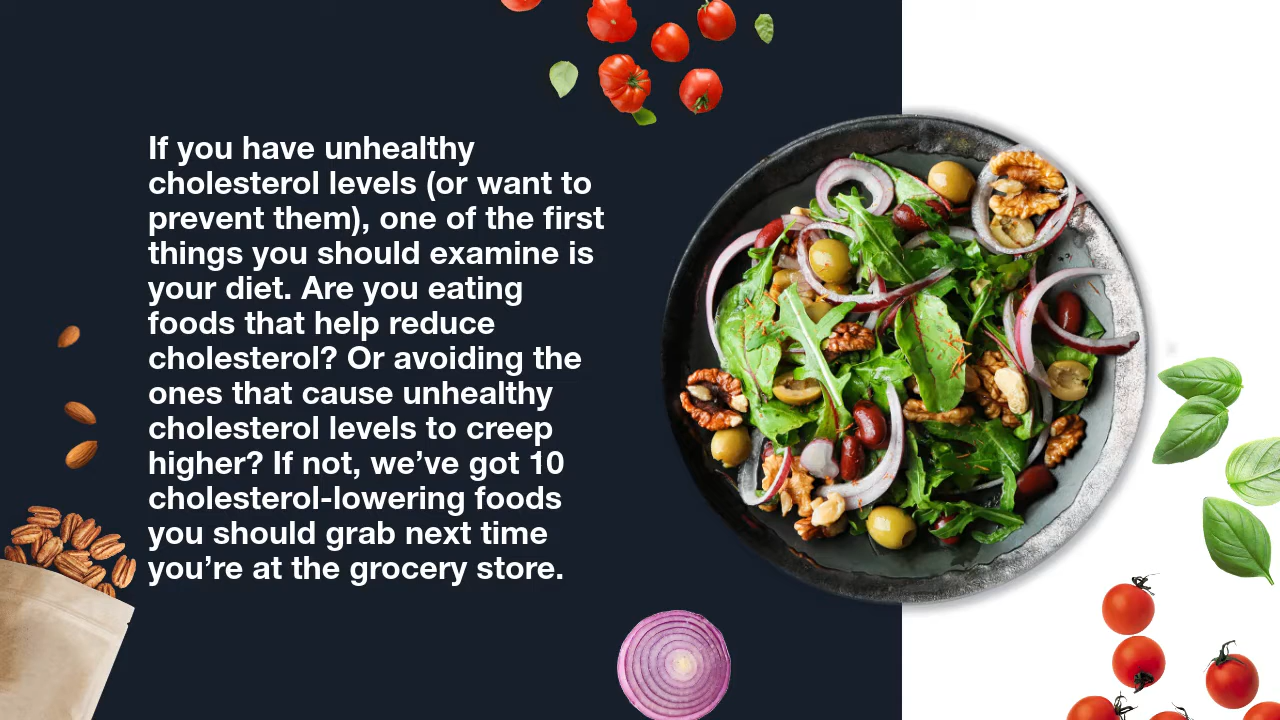 If you have unhealthy
cholesterol levels (or want to
prevent them), one of the first
things you should examine is
your diet. Are you eating
foods that help reduce
cholesterol? Or avoiding the
ones that cause unhealthy
cholesterol levels to creep
higher? If not, we’ve got 10
cholesterol-lowering foods
you should grab next time
you’re at the grocery store.